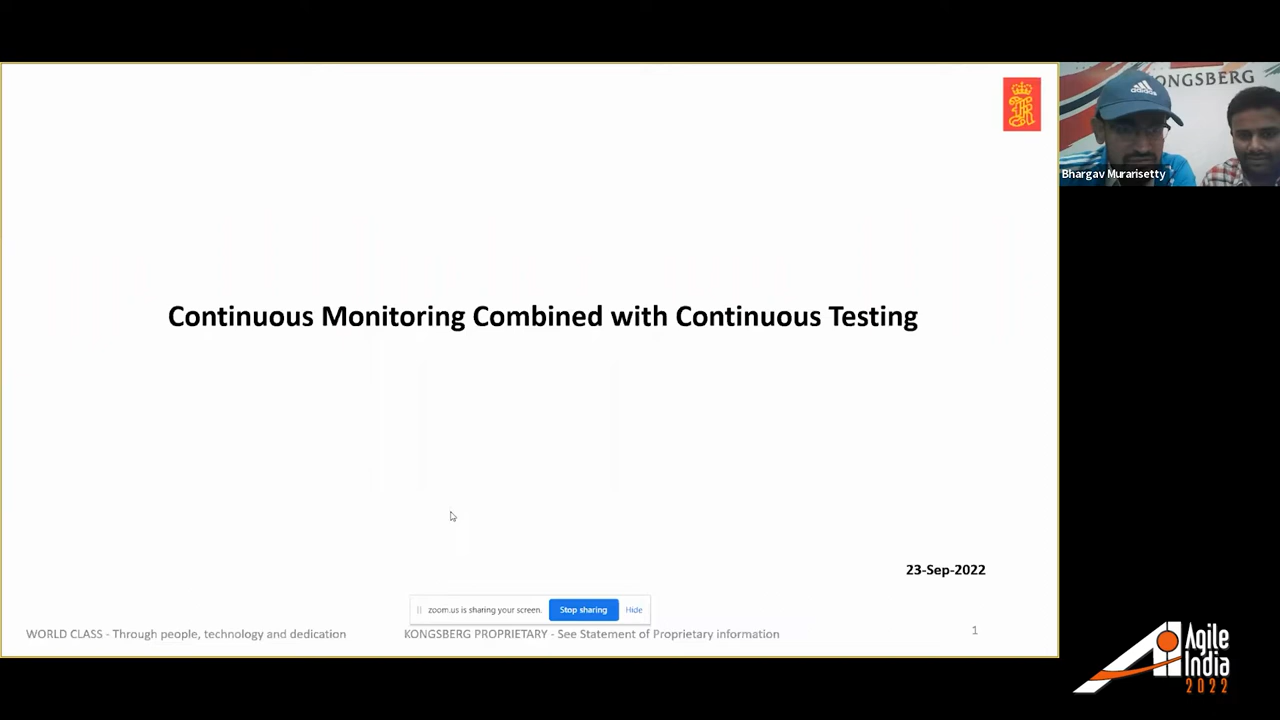 ONGSBERG
adidas
Bhargav Murarisetty
Continuous Monitoring Combined with Continuous Testing
23-Sep-2022
zoom.us is sharing your screen.
Stop sharing
Hide
WORLD CLASS - Through people, technology and dedication
KONGSBERG PROPRIETARY - See Statement of Proprietary information
1
Agile
India
2022